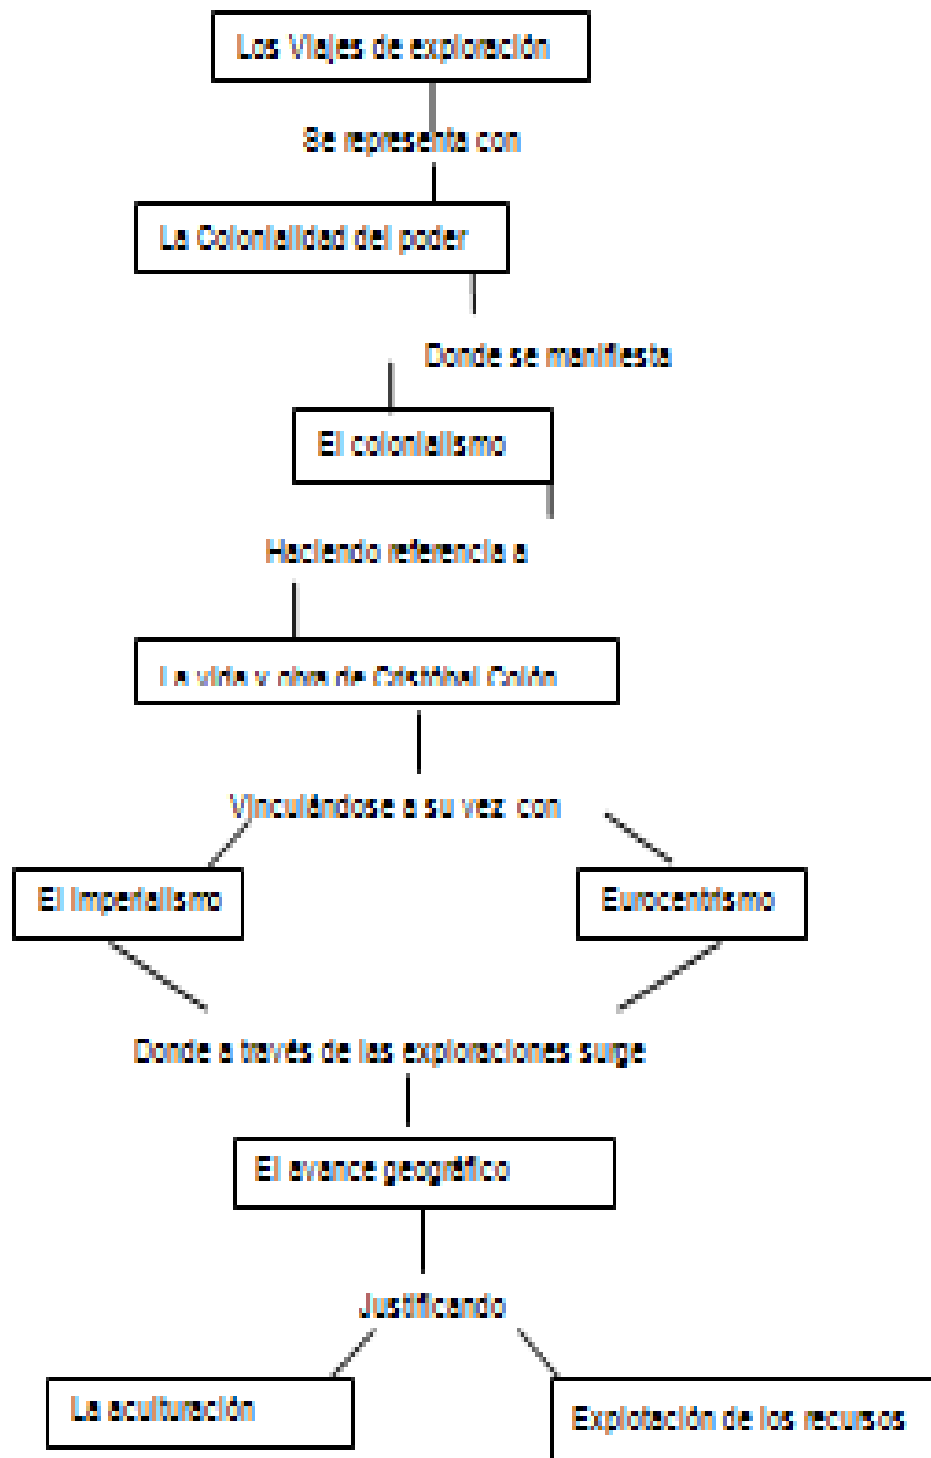 Los Viajes de exploración
Se representa con
La Colonialidad del poder
Donde se manifiesta
El colonialismo
Haciendo referencia a
La vida y obra de Cristóbal Colón
Vinculándose a su vez con
El Imperialismo
Eurocentrismo
Donde a través de las exploraciones surge
El avance geográfico
Justificando
La aculturación
Explotación de los recursos